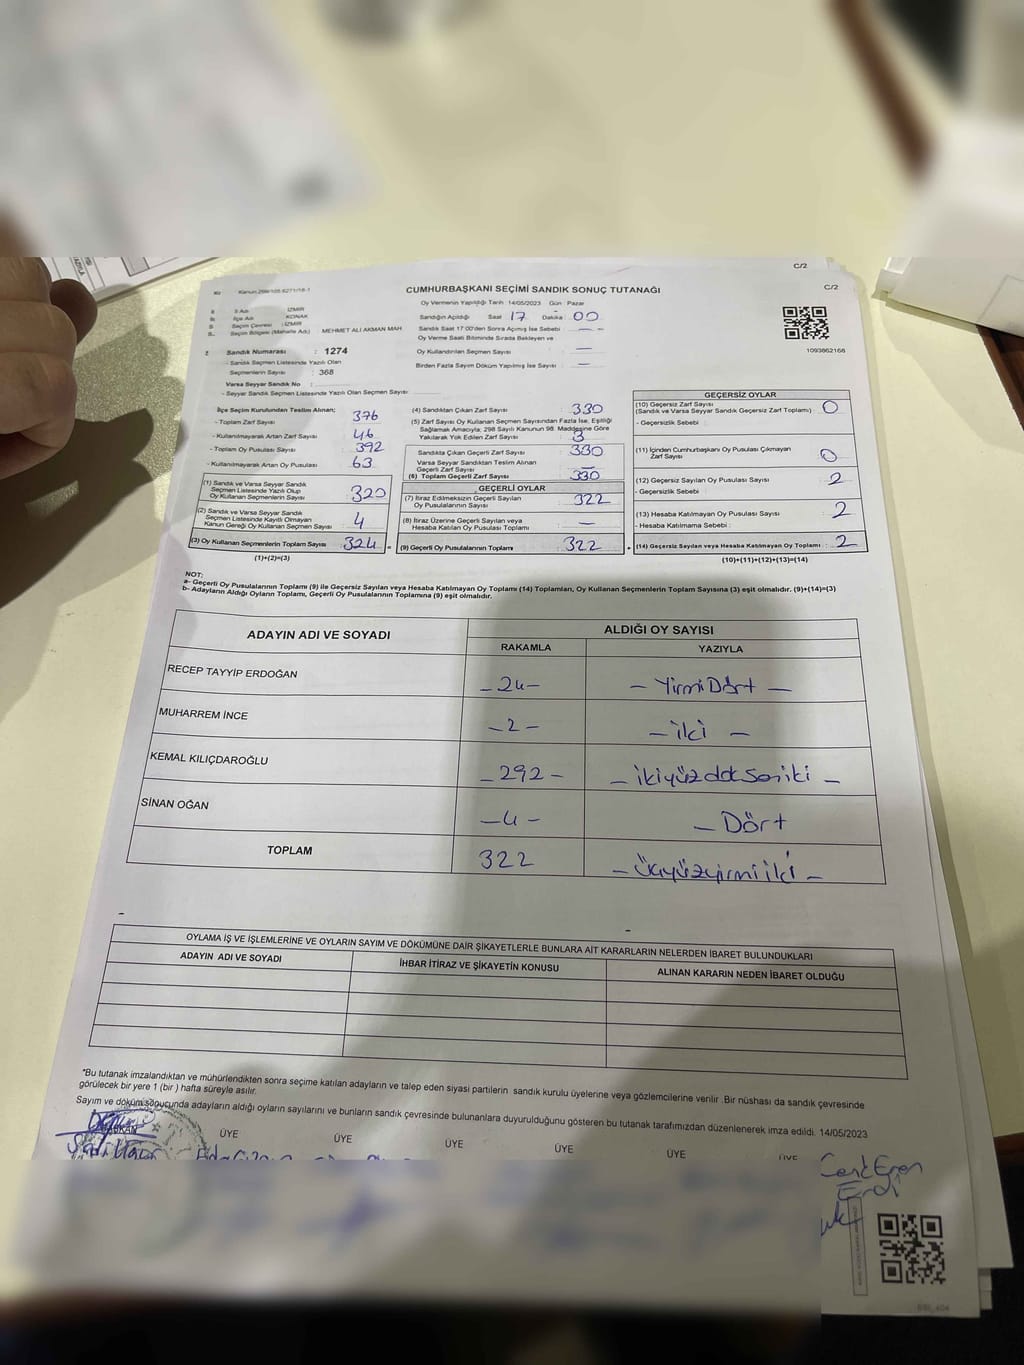 C/2
C/2
CUMHURBAŞKANI SEÇİMİ SANDIK SONUÇ TUTANAĞI
Oy Vermenin Yapıldığı Tarih 14/05/2023 Gün : Pazar
İl Adı İZMİR
İlçe Adı KONAK
Seçim Çevresi : İZMİR
Seçim Bölgesi (Mahalle Adı) : MEHMET ALİ AKMAN MAH
Sandığın Açıldığı Saat 17 Dakika : 00
Sandık Saat 17:00'den Sonra Açılmış İse Sebebi — —
Oy Verme Saati Bitiminde Sırada Bekleyen ve
Oy Kullandırılan Seçmen Sayısı —
Birden Fazla Sayım Döküm Yapılmış İse Sayısı —
1093862168
Sandık Numarası : 1274
- Sandık Seçmen Listesinde Yazılı Olan
Seçmenlerin Sayısı : 368
Varsa Seyyar Sandık No :
- Seyyar Sandık Seçmen Listesinde Yazılı Olan Seçmen Sayısı :
İlçe Seçim Kurulundan Teslim Alınan;
- Toplam Zarf Sayısı : 376
- Kullanılmayarak Artan Zarf Sayısı : 46
- Toplam Oy Pusulası Sayısı : 392
- Kullanılmayarak Artan Oy Pusulası : 63
(1) Sandık ve Varsa Seyyar Sandık
Seçmen Listesinde Yazılı Olup
Oy Kullanan Seçmenlerin Sayısı : 320
(2) Sandık ve Varsa Seyyar Sandık
Seçmen Listesinde Kayıtlı Olmayan
Kanun Gereği Oy Kullanan Seçmen Sayısı : 4
(3) Oy Kullanan Seçmenlerin Toplam Sayısı : 324 =
(1)+(2)=(3)
(4) Sandıktan Çıkan Zarf Sayısı : 330
(5) Zarf Sayısı Oy Kullanan Seçmen Sayısından Fazla İse, Eşitliği
Sağlamak Amacıyla; 298 Sayılı Kanunun 98. Maddesine Göre
Yakılarak Yok Edilen Zarf Sayısı : 3
Sandıkta Çıkan Geçerli Zarf Sayısı : 330
Varsa Seyyar Sandıktan Teslim Alınan
Geçerli Zarf Sayısı : —
(6) Toplam Geçerli Zarf Sayısı : 330
GEÇERLİ OYLAR
(7) İtiraz Edilmeksizin Geçerli Sayılan
Oy Pusulalarının Sayısı : 322
(8) İtiraz Üzerine Geçerli Sayılan veya
Hesaba Katılan Oy Pusulası Toplamı : —
(9) Geçerli Oy Pusulalarının Toplamı : 322 +
GEÇERSİZ OYLAR
(10) Geçersiz Zarf Sayısı
(Sandık ve Varsa Seyyar Sandık Geçersiz Zarf Toplamı) : 0
- Geçersizlik Sebebi :
(11) İçinden Cumhurbaşkanı Oy Pusulası Çıkmayan
Zarf Sayısı : 0
(12) Geçersiz Sayılan Oy Pusulası Sayısı : 2
- Geçersizlik Sebebi :
(13) Hesaba Katılmayan Oy Pusulası Sayısı : 2
- Hesaba Katılmama Sebebi :
(14) Geçersiz Sayılan veya Hesaba Katılmayan Oy Toplamı : 2
(10)+(11)+(12)+(13)=(14)
NOT:
a- Geçerli Oy Pusulalarının Toplamı (9) ile Geçersiz Sayılan veya Hesaba Katılmayan Oy Toplamı (14) Toplamları, Oy Kullanan Seçmenlerin Toplam Sayısına (3) eşit olmalıdır. (9)+(14)=(3)
b- Adayların Aldığı Oyların Toplamı, Geçerli Oy Pusulalarının Toplamına (9) eşit olmalıdır.
ADAYIN ADI VE SOYADI
ALDIĞI OY SAYISI
RAKAMLA
YAZIYLA
RECEP TAYYİP ERDOĞAN
– 24 –
– Yirmi Dört –
MUHARREM İNCE
– 2 –
– iki –
KEMAL KILIÇDAROĞLU
– 292 –
– ikiyüzdoksaniki –
SİNAN OĞAN
– 4 –
– Dört
TOPLAM
322
– Üçyüzyirmiiki –
OYLAMA İŞ VE İŞLEMLERİNE VE OYLARIN SAYIM VE DÖKÜMÜNE DAİR ŞİKAYETLERLE BUNLARA AİT KARARLARIN NELERDEN İBARET BULUNDUKLARI
ADAYIN ADI VE SOYADI
İHBAR İTİRAZ VE ŞİKAYETİN KONUSU
ALINAN KARARIN NEDEN İBARET OLDUĞU
*Bu tutanak imzalandıktan ve mühürlendikten sonra seçime katılan adayların ve talep eden siyasi partilerin sandık kurulu üyelerine veya gözlemcilerine verilir .Bir nüshası da sandık çevresinde
görülecek bir yere 1 (bir ) hafta süreyle asılır.
Sayım ve döküm sonucunda adayların aldığı oyların sayılarını ve bunların sandık çevresinde bulunanlara duyurulduğunu gösteren bu tutanak tarafımızdan düzenlenerek imza edildi. 14/05/2023
BAŞKAN
ÜYE
ÜYE
ÜYE
ÜYE
ÜYE
ÜYE